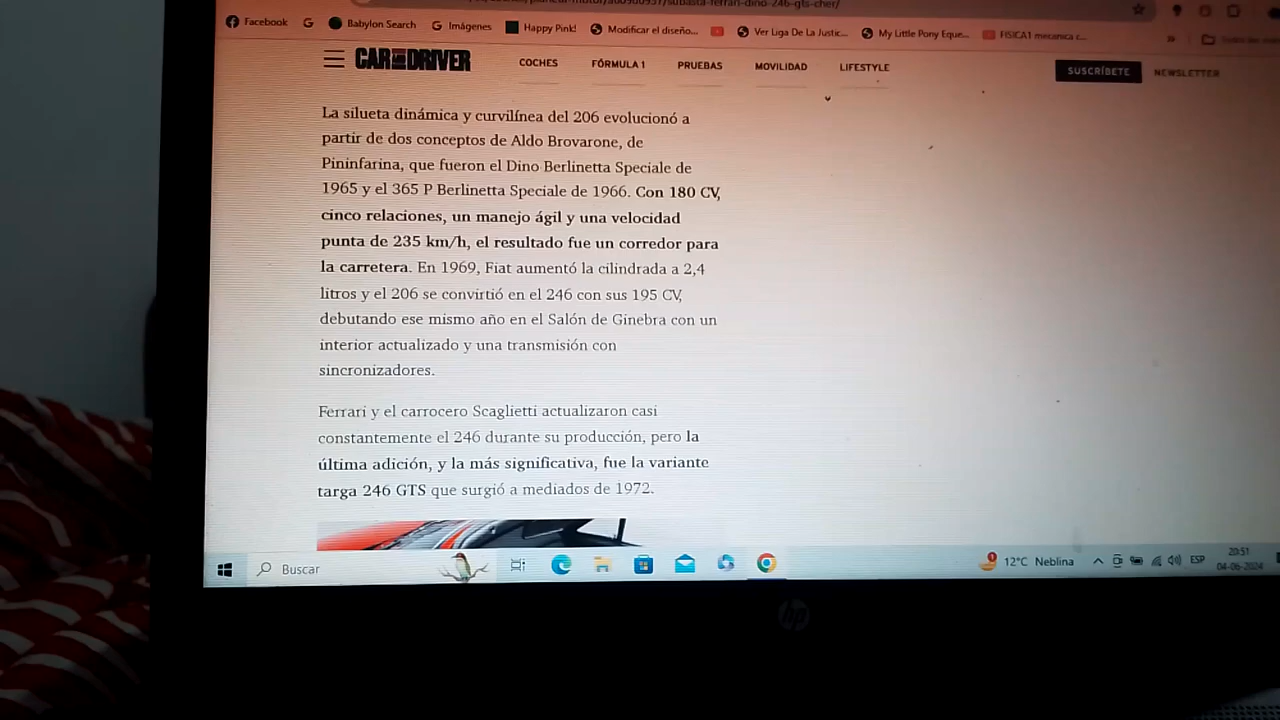 subasta-ferrari-dino-246-gts-cher/
Facebook G Babylon Search G Imágenes Happy Pink! Modificar el diseño... Ver Liga De La Justic... My Little Pony Eque... FISICA1 mecanica c... »
CAR AND DRIVER COCHES FÓRMULA 1 PRUEBAS MOVILIDAD LIFESTYLE SUSCRÍBETE NEWSLETTER
La silueta dinámica y curvilínea del 206 evolucionó a
partir de dos conceptos de Aldo Brovarone, de
Pininfarina, que fueron el Dino Berlinetta Speciale de
1965 y el 365 P Berlinetta Speciale de 1966. Con 180 CV,
cinco relaciones, un manejo ágil y una velocidad
punta de 235 km/h, el resultado fue un corredor para
la carretera. En 1969, Fiat aumentó la cilindrada a 2,4
litros y el 206 se convirtió en el 246 con sus 195 CV,
debutando ese mismo año en el Salón de Ginebra con un
interior actualizado y una transmisión con
sincronizadores.
Ferrari y el carrocero Scaglietti actualizaron casi
constantemente el 246 durante su producción, pero la
última adición, y la más significativa, fue la variante
targa 246 GTS que surgió a mediados de 1972.
Buscar 12°C Neblina ESP 20:51
04-06-2024
hp